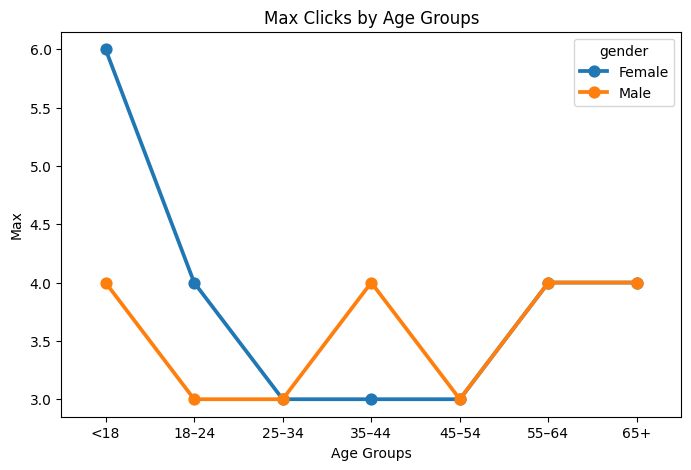 Max Clicks by Age Groups
gender
Female
Male
6.0
5.5
5.0
4.5
4.0
3.5
3.0
Max
<18 18–24 25–34 35–44 45–54 55–64 65+
Age Groups